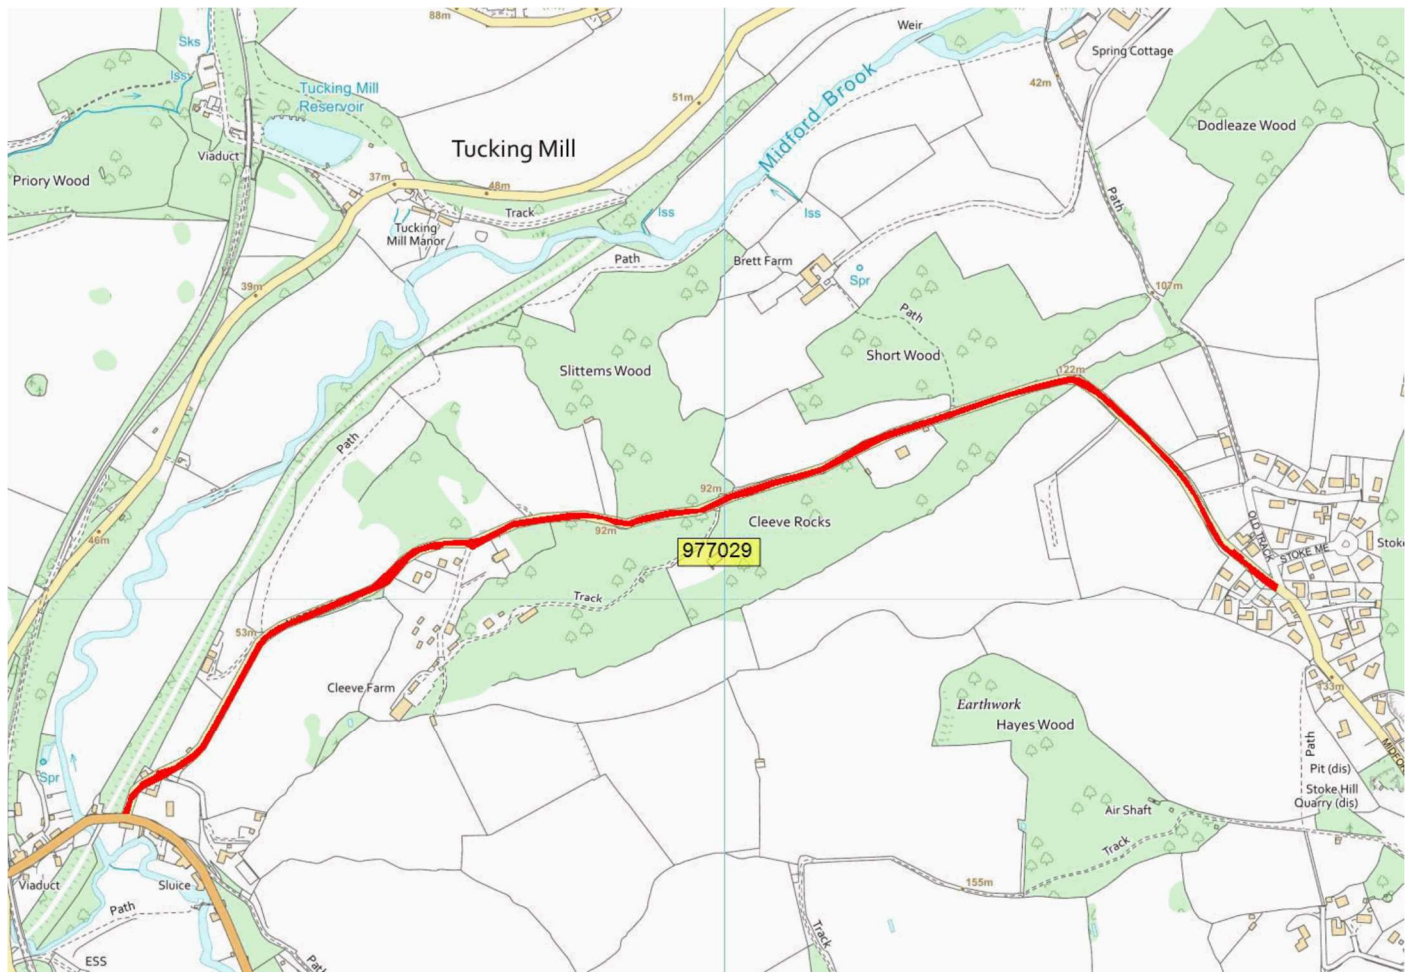 88m
Weir
Sks
Spring Cottage
Iss
42m
Tucking Mill
Reservoir
51m
Midford Brook
Dodleaze Wood
Tucking Mill
Viaduct
Priory Wood
37m
48m
Path
Track
Iss
Iss
Tucking
Mill Manor
Path
Brett Farm
Spr
39m
107m
Path
Short Wood
Slittems Wood
122m
Path
92m
Cleeve Rocks
92m
46m
OLD TRACK
977029
STOKE ME
Stoke
Track
53m
Cleeve Farm
133m
Earthwork
Hayes Wood
Path
MIDFOR
Spr
Pit (dis)
Stoke Hill
Quarry (dis)
Air Shaft
Track
Viaduct
Sluice
155m
Path
Track
ESS
Path